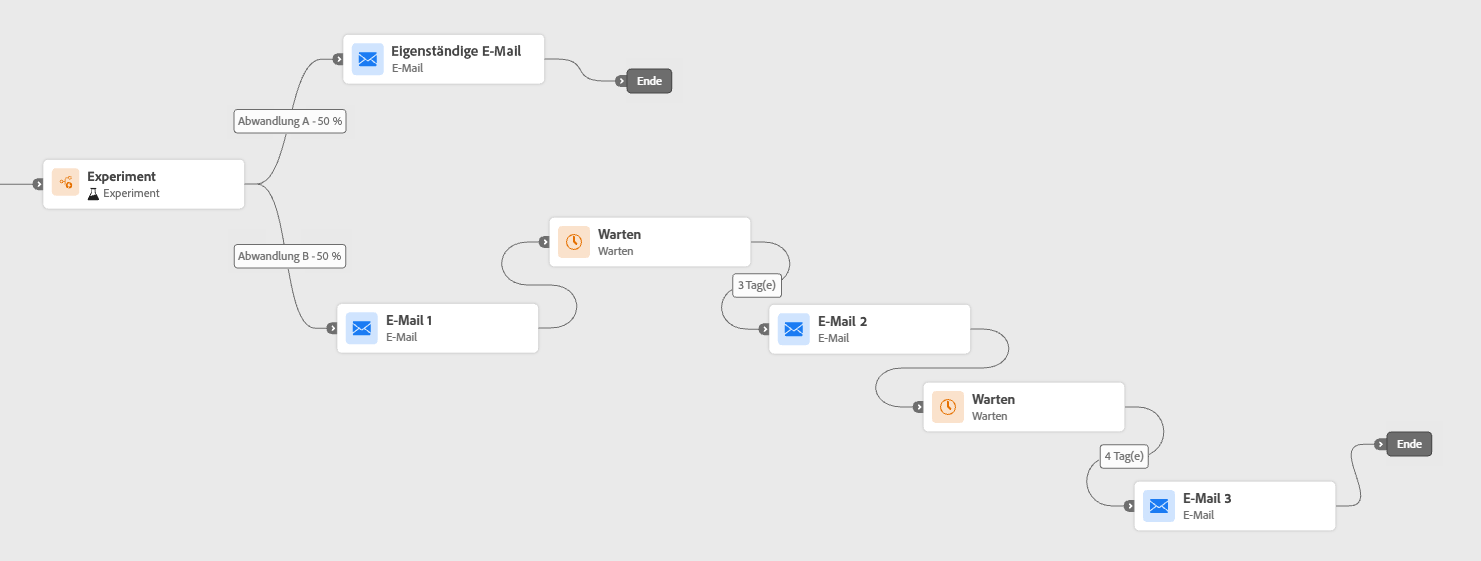 Eigenständige E-Mail
E-Mail
Ende
Abwandlung A - 50 %
Experiment
Experiment
Abwandlung B - 50 %
Warten
Warten
3 Tag(e)
E-Mail 1
E-Mail
E-Mail 2
E-Mail
Warten
Warten
4 Tag(e)
Ende
E-Mail 3
E-Mail